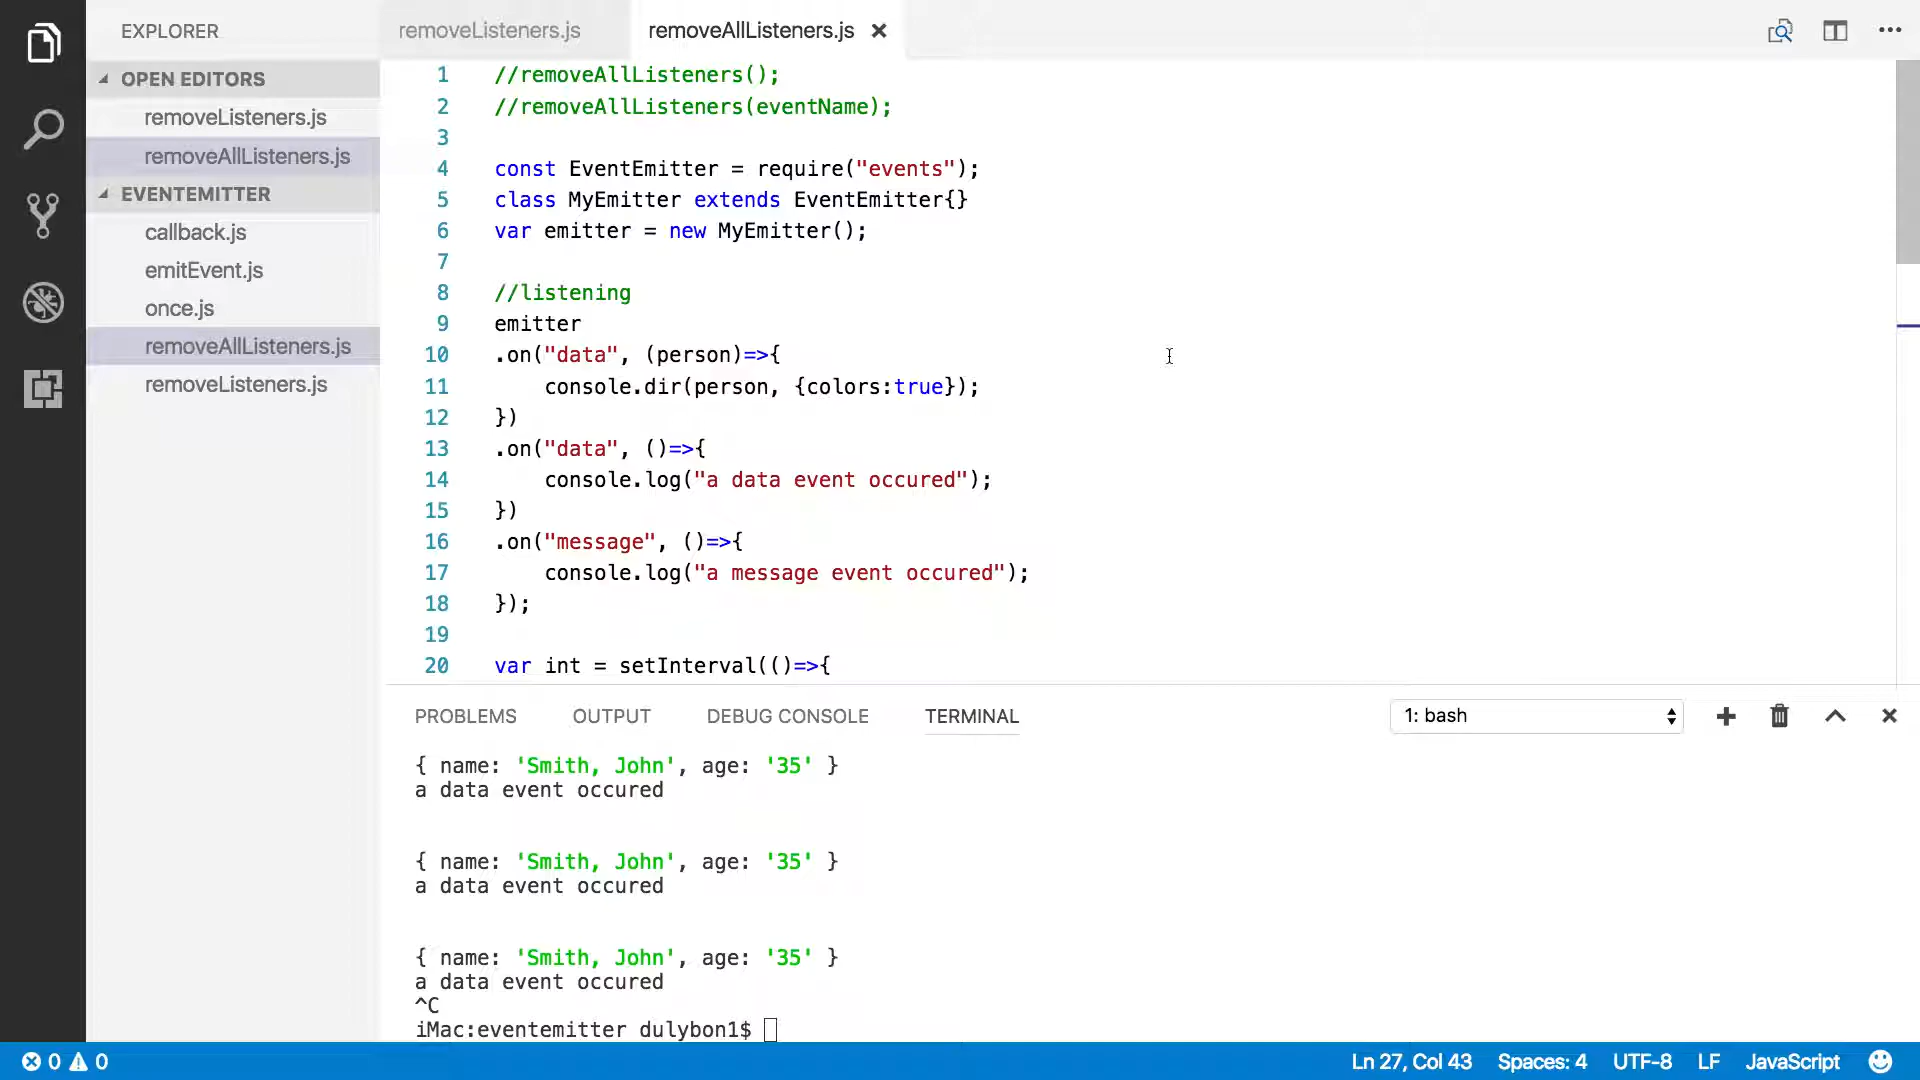 EXPLORER
OPEN EDITORS
removeListeners.js
removeAllListeners.js
EVENTEMITTER
callback.js
emitEvent.js
once.js
removeAllListeners.js
removeListeners.js
removeListeners.js
removeAllListeners.js
1 //removeAllListeners();
2 //removeAllListeners(eventName);
3
4 const EventEmitter = require("events");
5 class MyEmitter extends EventEmitter{}
6 var emitter = new MyEmitter();
7
8 //listening
9 emitter
10 .on("data", (person)=>{
11     console.dir(person, {colors:true});
12 })
13 .on("data", ()=>{
14     console.log("a data event occured");
15 })
16 .on("message", ()=>{
17     console.log("a message event occured");
18 });
19
20 var int = setInterval(()=>{
PROBLEMS OUTPUT DEBUG CONSOLE TERMINAL 1: bash
{ name: 'Smith, John', age: '35' }
a data event occured
{ name: 'Smith, John', age: '35' }
a data event occured
{ name: 'Smith, John', age: '35' }
a data event occured
^C
iMac:eventemitter dulybon1$
0 0 Ln 27, Col 43 Spaces: 4 UTF-8 LF JavaScript